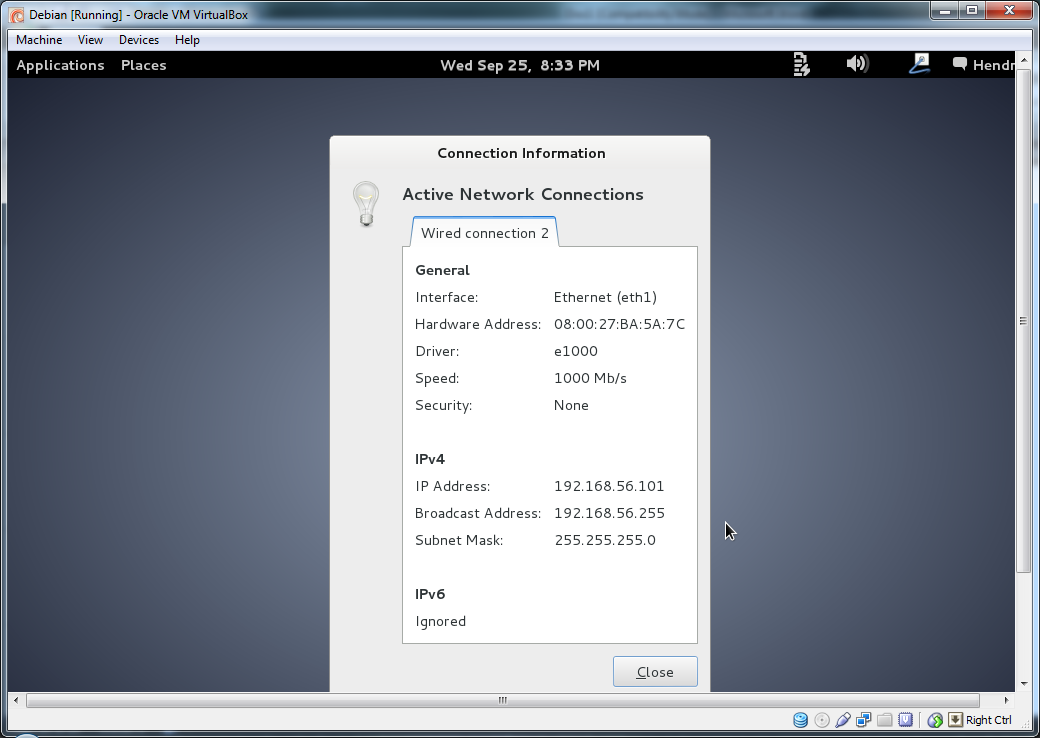 Debian [Running] - Oracle VM VirtualBox
Machine View Devices Help
Applications Places Wed Sep 25, 8:33 PM Hendr
Connection Information
Active Network Connections
Wired connection 2
General
Interface: Ethernet (eth1)
Hardware Address: 08:00:27:BA:5A:7C
Driver: e1000
Speed: 1000 Mb/s
Security: None
IPv4
IP Address: 192.168.56.101
Broadcast Address: 192.168.56.255
Subnet Mask: 255.255.255.0
IPv6
Ignored
Close
Right Ctrl